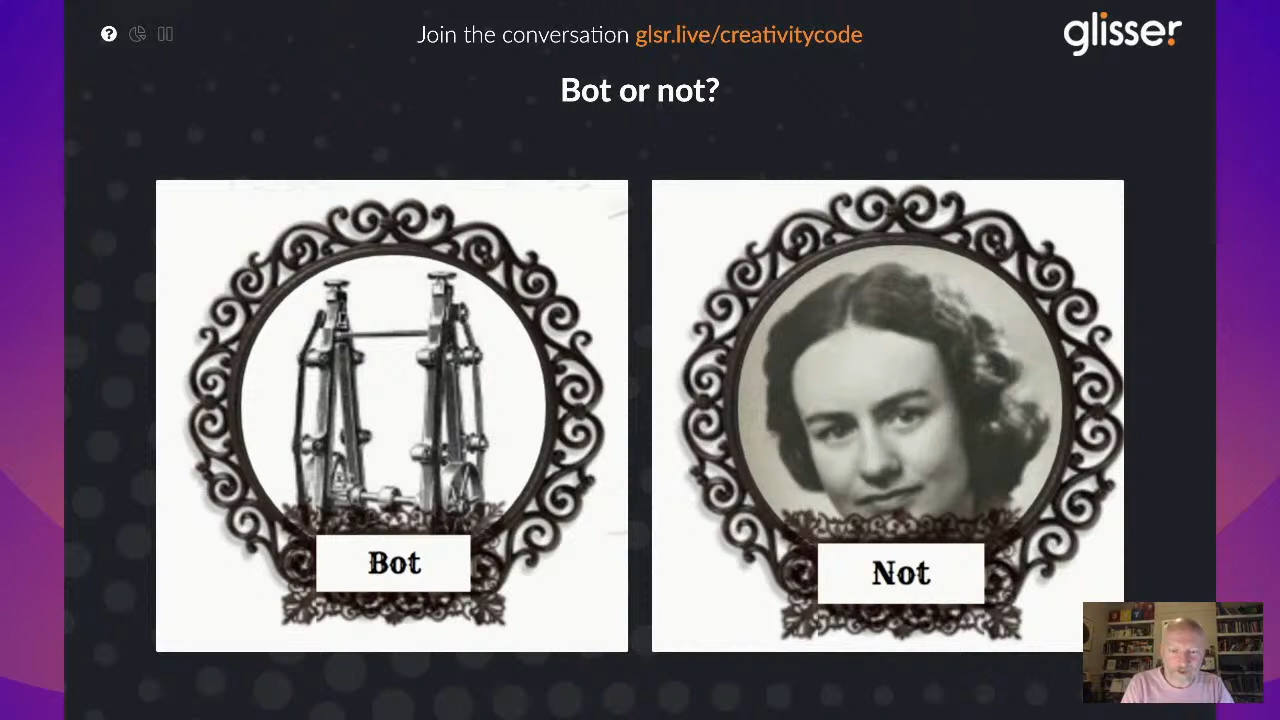 Join the conversation glsr.live/creativitycode
glisser.
Bot or not?
Bot
Not